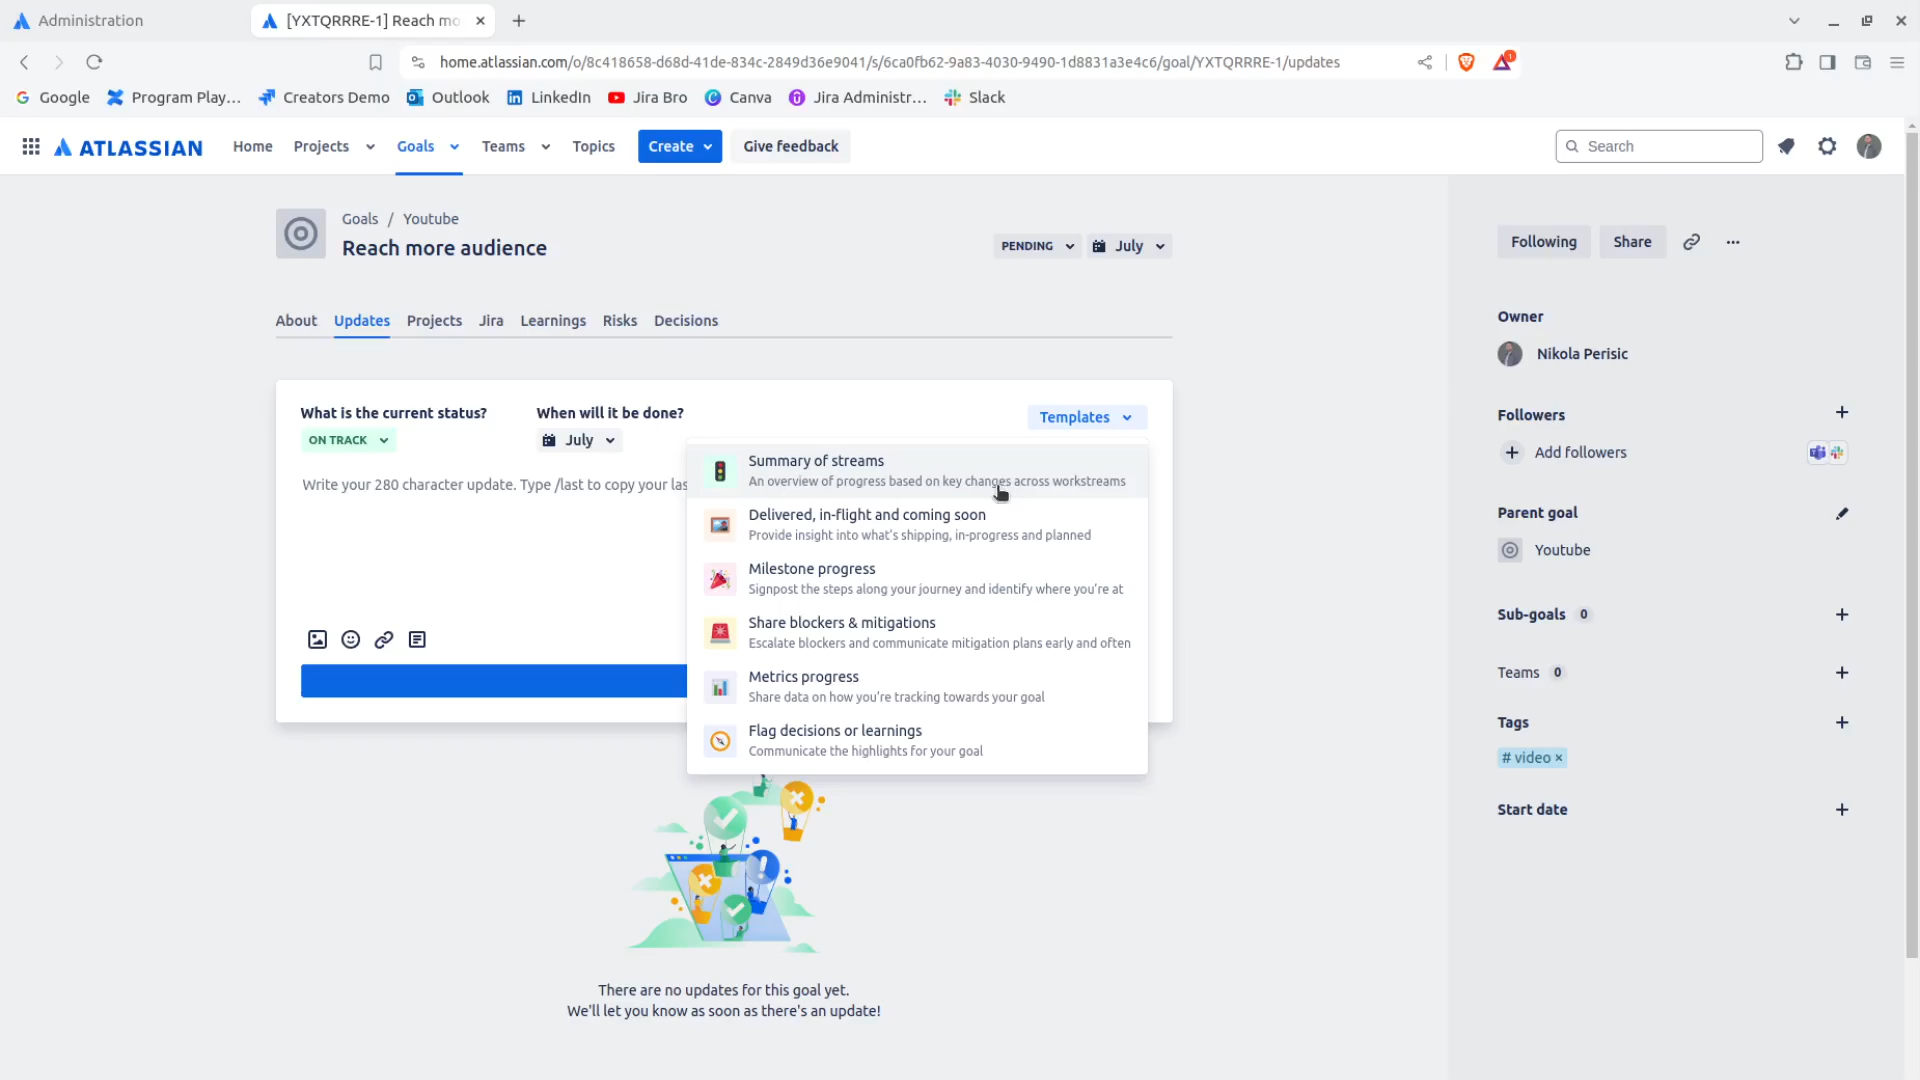 Administration
[YXTQRRRE-1] Reach mo
home.atlassian.com/o/8c418658-d68d-41de-834c-2849d36e9041/s/6ca0fb62-9a83-4030-9490-1d8831a3e4c6/goal/YXTQRRRE-1/updates
1
Google Program Play... Creators Demo Outlook LinkedIn Jira Bro Canva Jira Administr... Slack
ATLASSIAN Home Projects Goals Teams Topics Create Give feedback Search
Goals / Youtube
Reach more audience
PENDING July
Following Share
About Updates Projects Jira Learnings Risks Decisions
What is the current status? When will it be done? Templates
ON TRACK July
Write your 280 character update. Type /last to copy your las
Summary of streams
An overview of progress based on key changes across workstreams
Delivered, in-flight and coming soon
Provide insight into what's shipping, in-progress and planned
Milestone progress
Signpost the steps along your journey and identify where you're at
Share blockers & mitigations
Escalate blockers and communicate mitigation plans early and often
Metrics progress
Share data on how you're tracking towards your goal
Flag decisions or learnings
Communicate the highlights for your goal
There are no updates for this goal yet.
We'll let you know as soon as there's an update!
Owner
Nikola Perisic
Followers
Add followers
Parent goal
Youtube
Sub-goals 0
Teams 0
Tags
# video ×
Start date